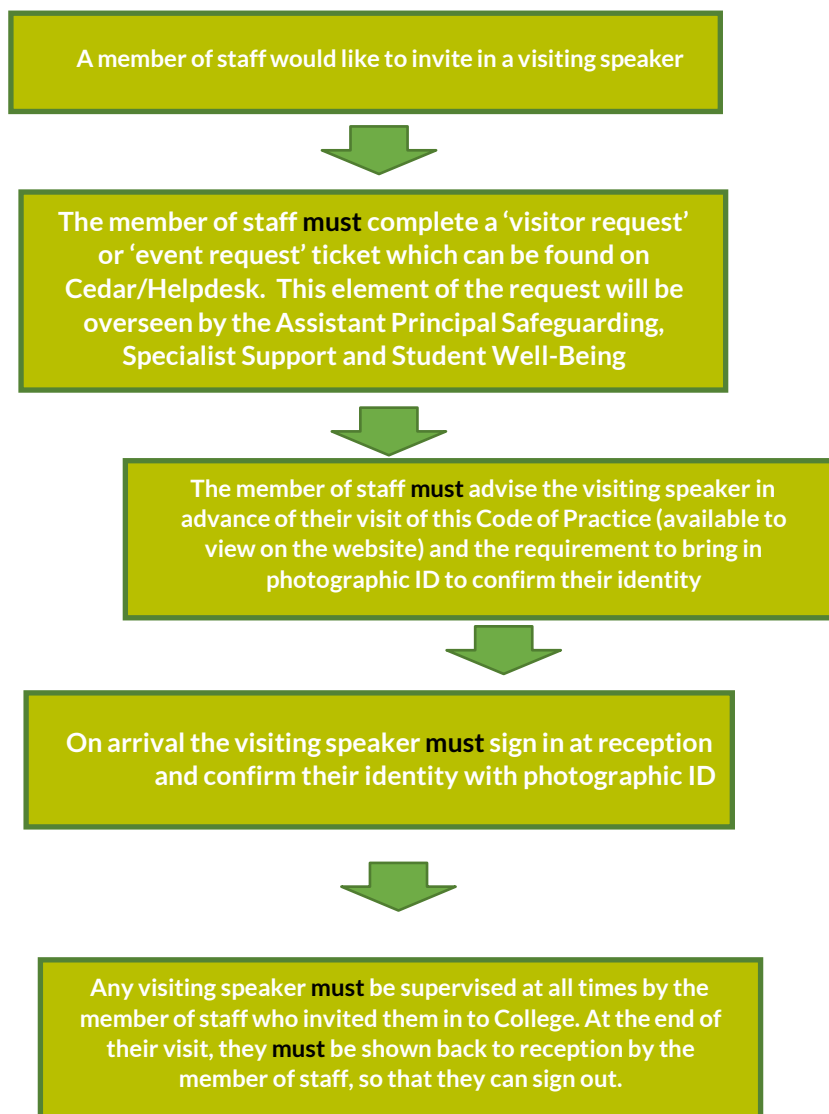 A member of staff would like to invite in a visiting speaker
The member of staff must complete a ‘visitor request’
or ‘event request’ ticket which can be found on
Cedar/Helpdesk.  This element of the request will be
overseen by the Assistant Principal Safeguarding,
Specialist Support and Student Well-Being
The member of staff must advise the visiting speaker in
advance of their visit of this Code of Practice (available to
view on the website) and the requirement to bring in
photographic ID to confirm their identity
On arrival the visiting speaker must sign in at reception
and confirm their identity with photographic ID
Any visiting speaker must be supervised at all times by the
member of staff who invited them in to College. At the end of
their visit, they must be shown back to reception by the
member of staff, so that they can sign out.